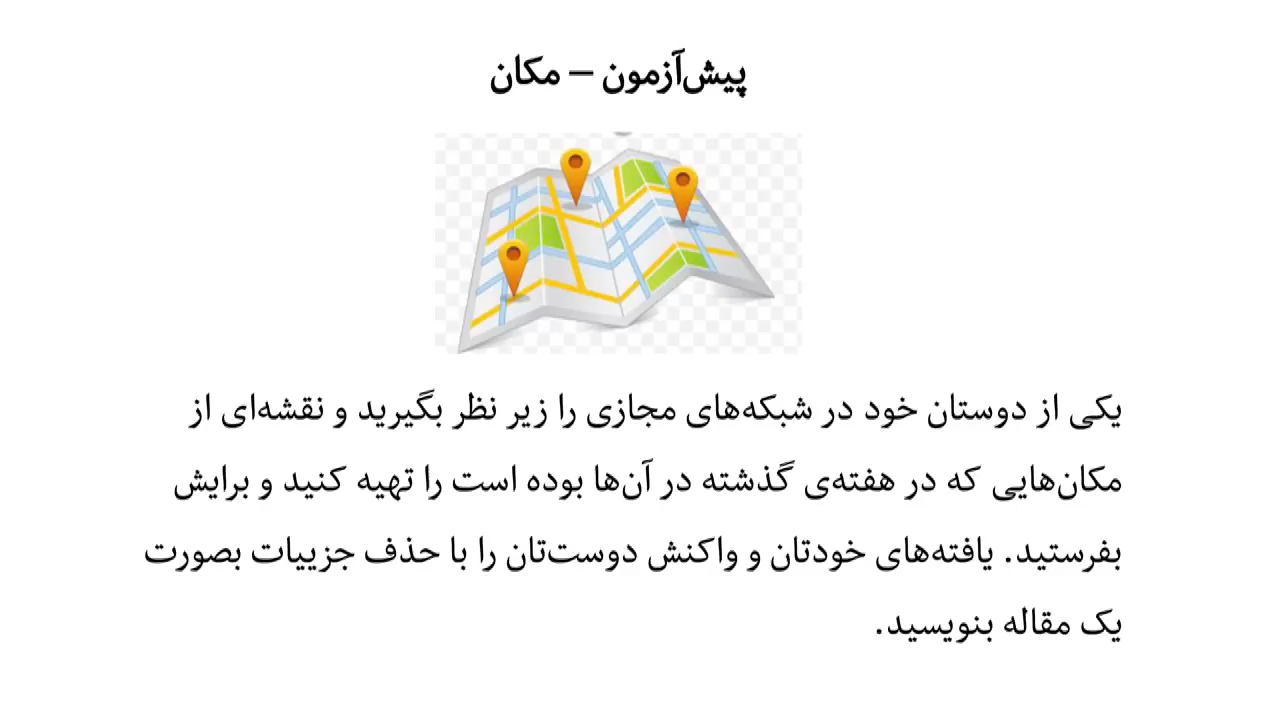 پیش‌آزمون – مکان
یکی از دوستان خود در شبکه‌های مجازی را زیر نظر بگیرید و نقشه‌ای از
مکان‌هایی که در هفته‌ی گذشته در آن‌ها بوده است را تهیه کنید و برایش
بفرستید. یافته‌های خودتان و واکنش دوست‌تان را با حذف جزییات بصورت
یک مقاله بنویسید.